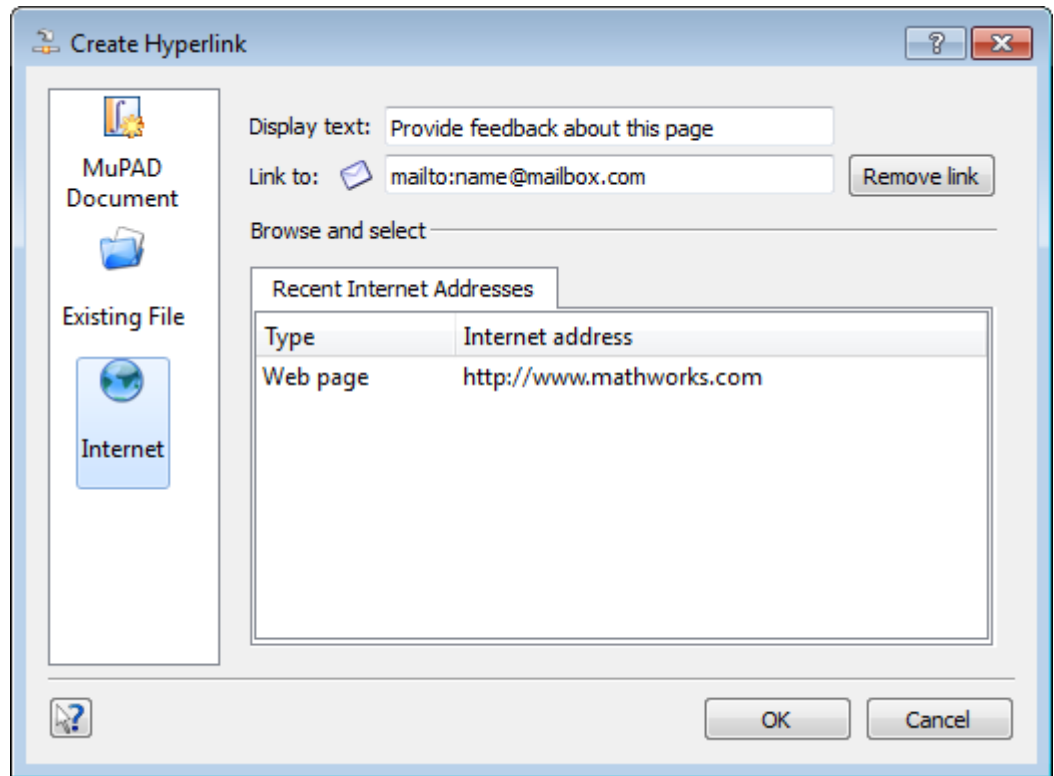 Create Hyperlink
MuPAD
Document
Existing File
Internet
Display text: Provide feedback about this page
Link to: mailto:name@mailbox.com Remove link
Browse and select
Recent Internet Addresses
Type Internet address
Web page http://www.mathworks.com
OK Cancel